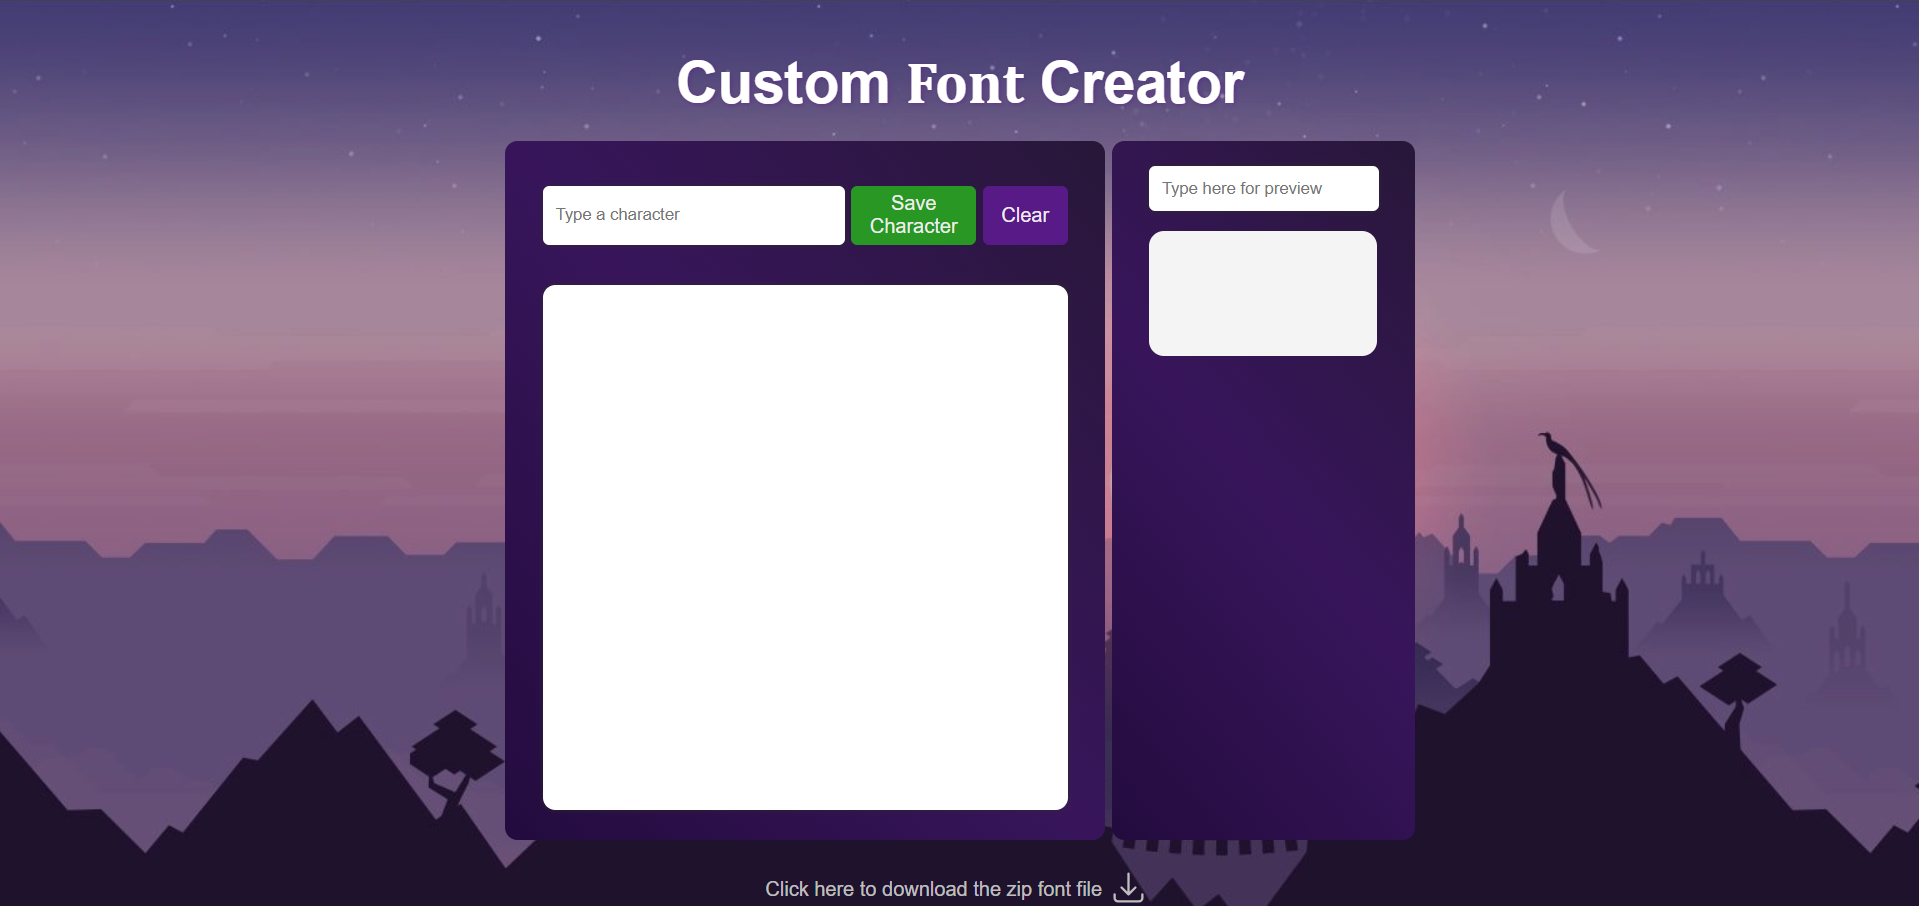 Custom Font Creator
Type a character
Save
Character
Clear
Type here for preview
Click here to download the zip font file